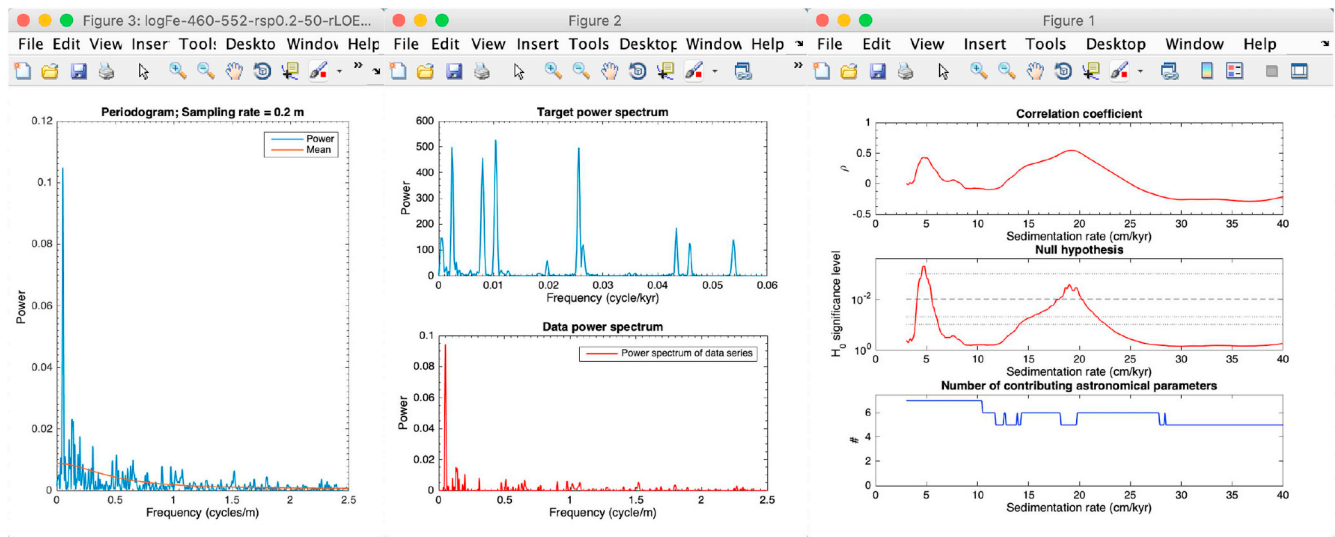 Figure 3: logFe-460-552-rsp0.2-50-rLOE...
File Edit View Inser Tools Deskto Window Help
Periodogram; Sampling rate = 0.2 m
0.12
0.1
0.08
0.06
0.04
0.02
0
Power
Power
Mean
0 0.5 1 1.5 2 2.5
Frequency (cycles/m)
Figure 2
File Edit View Insert Tools Desktop Window Help
Target power spectrum
600
500
400
300
200
100
0
Power
0 0.01 0.02 0.03 0.04 0.05 0.06
Frequency (cycle/kyr)
Data power spectrum
0.1
0.08
0.06
0.04
0.02
0
Power
Power spectrum of data series
0 0.5 1 1.5 2 2.5
Frequency (cycle/m)
Figure 1
File Edit View Insert Tools Desktop Window Help
Correlation coefficient
1
0.5
0
-0.5
ρ
0 5 10 15 20 25 30 35 40
Sedimentation rate (cm/kyr)
Null hypothesis
10-2
100
H0 significance level
0 5 10 15 20 25 30 35 40
Sedimentation rate (cm/kyr)
Number of contributing astronomical parameters
6
4
2
0
#
0 5 10 15 20 25 30 35 40
Sedimentation rate (cm/kyr)